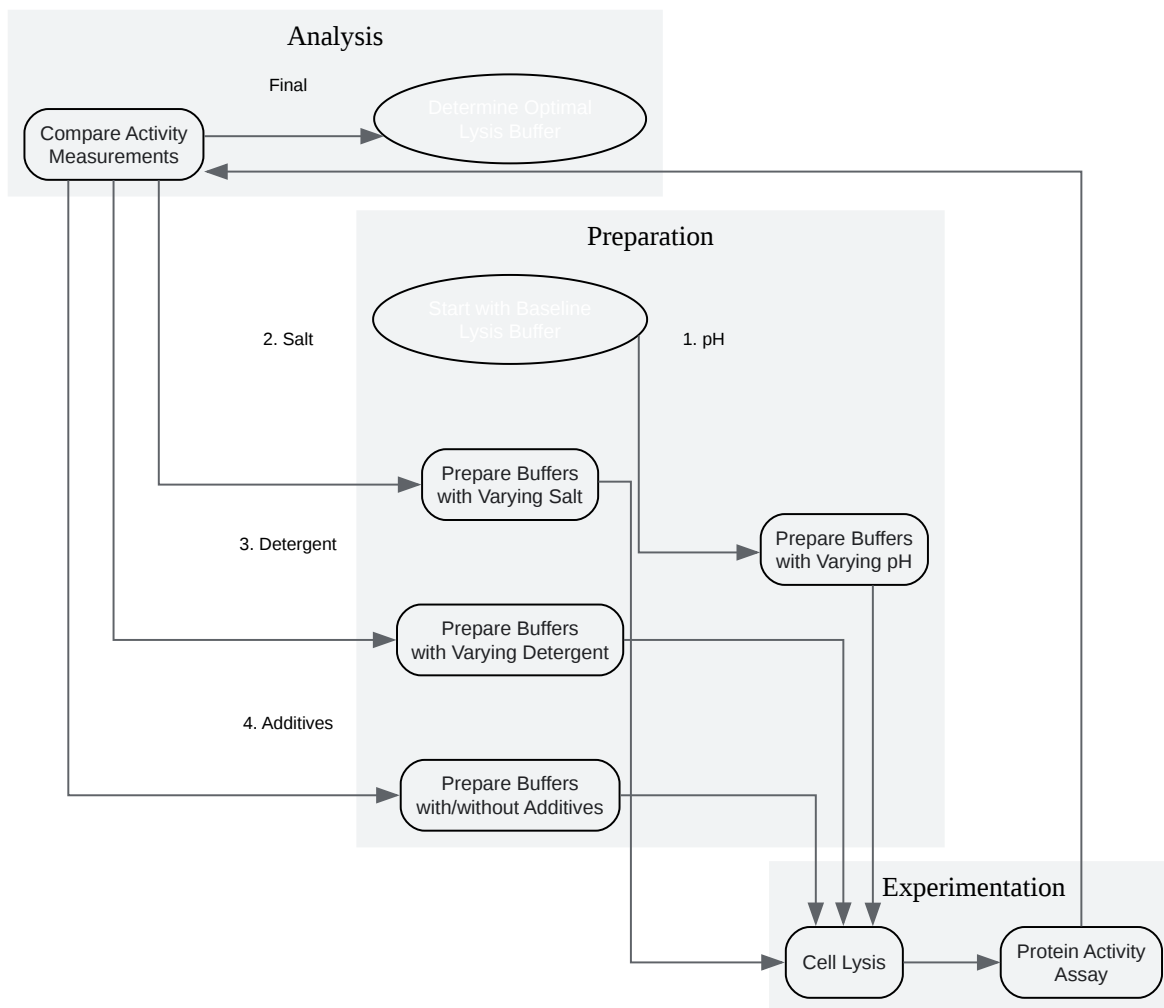 Analysis
Final
Determine Optimal
Lysis Buffer
Compare Activity
Measurements
Preparation
Start with Baseline
Lysis Buffer
2. Salt
1. pH
Prepare Buffers
with Varying Salt
Prepare Buffers
with Varying pH
3. Detergent
Prepare Buffers
with Varying Detergent
4. Additives
Prepare Buffers
with/without Additives
Experimentation
Cell Lysis
Protein Activity
Assay